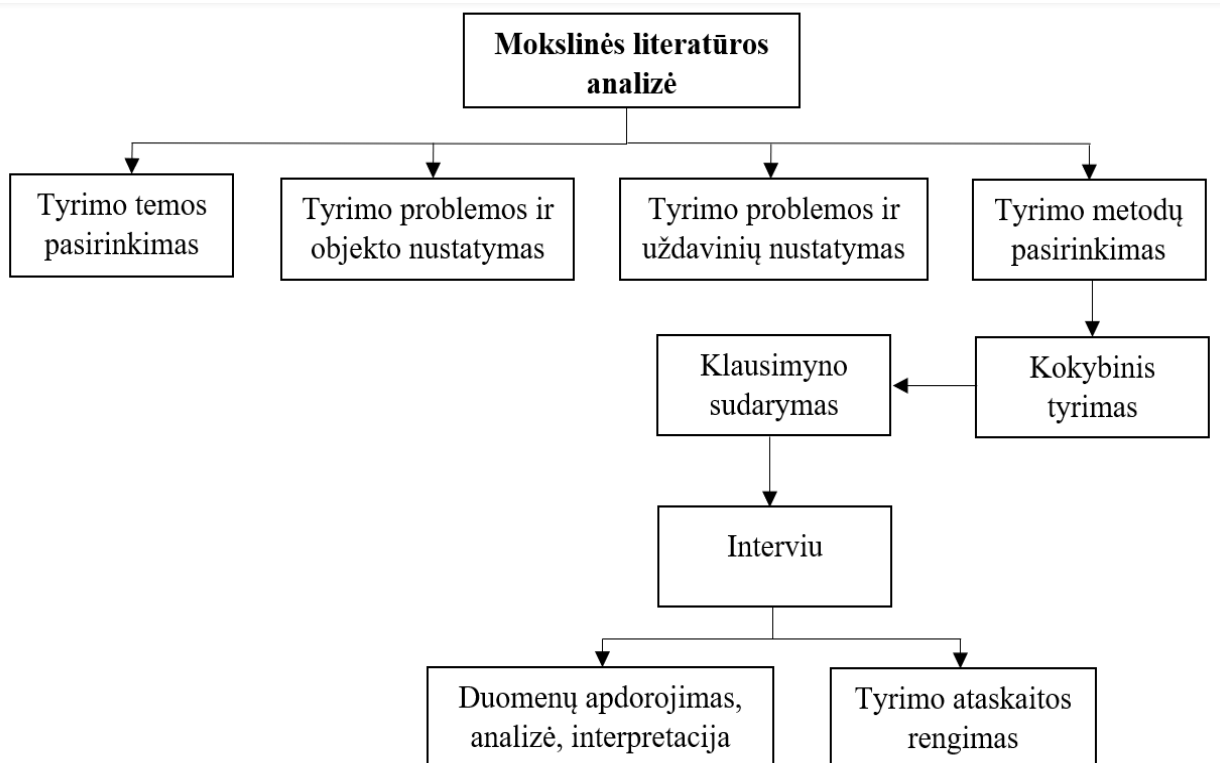 Mokslinės literatūros
analizė
Tyrimo temos
pasirinkimas
Tyrimo problemos ir
objekto nustatymas
Tyrimo problemos ir
uždavinių nustatymas
Tyrimo metodų
pasirinkimas
Klausimyno
sudarymas
Kokybinis
tyrimas
Interviu
Duomenų apdorojimas,
analizė, interpretacija
Tyrimo ataskaitos
rengimas